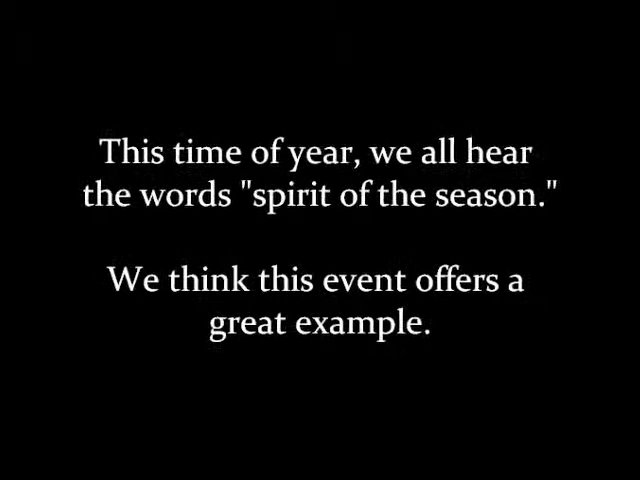 This time of year, we all hear
the words "spirit of the season."
We think this event offers a
great example.